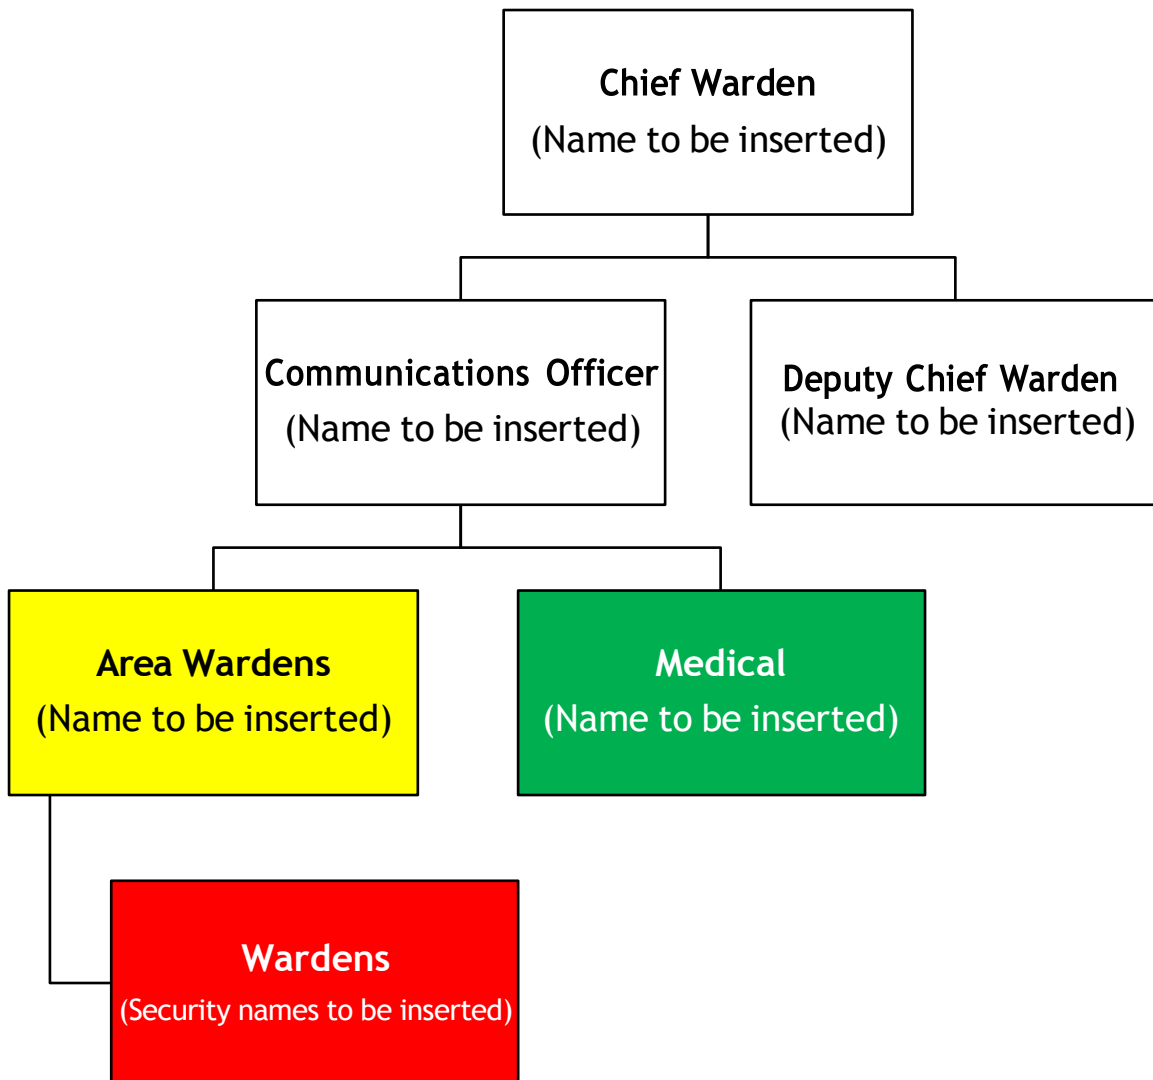 Chief Warden
(Name to be inserted)
Communications Officer
(Name to be inserted)
Deputy Chief Warden
(Name to be inserted)
Area Wardens
(Name to be inserted)
Medical
(Name to be inserted)
Wardens
(Security names to be inserted)